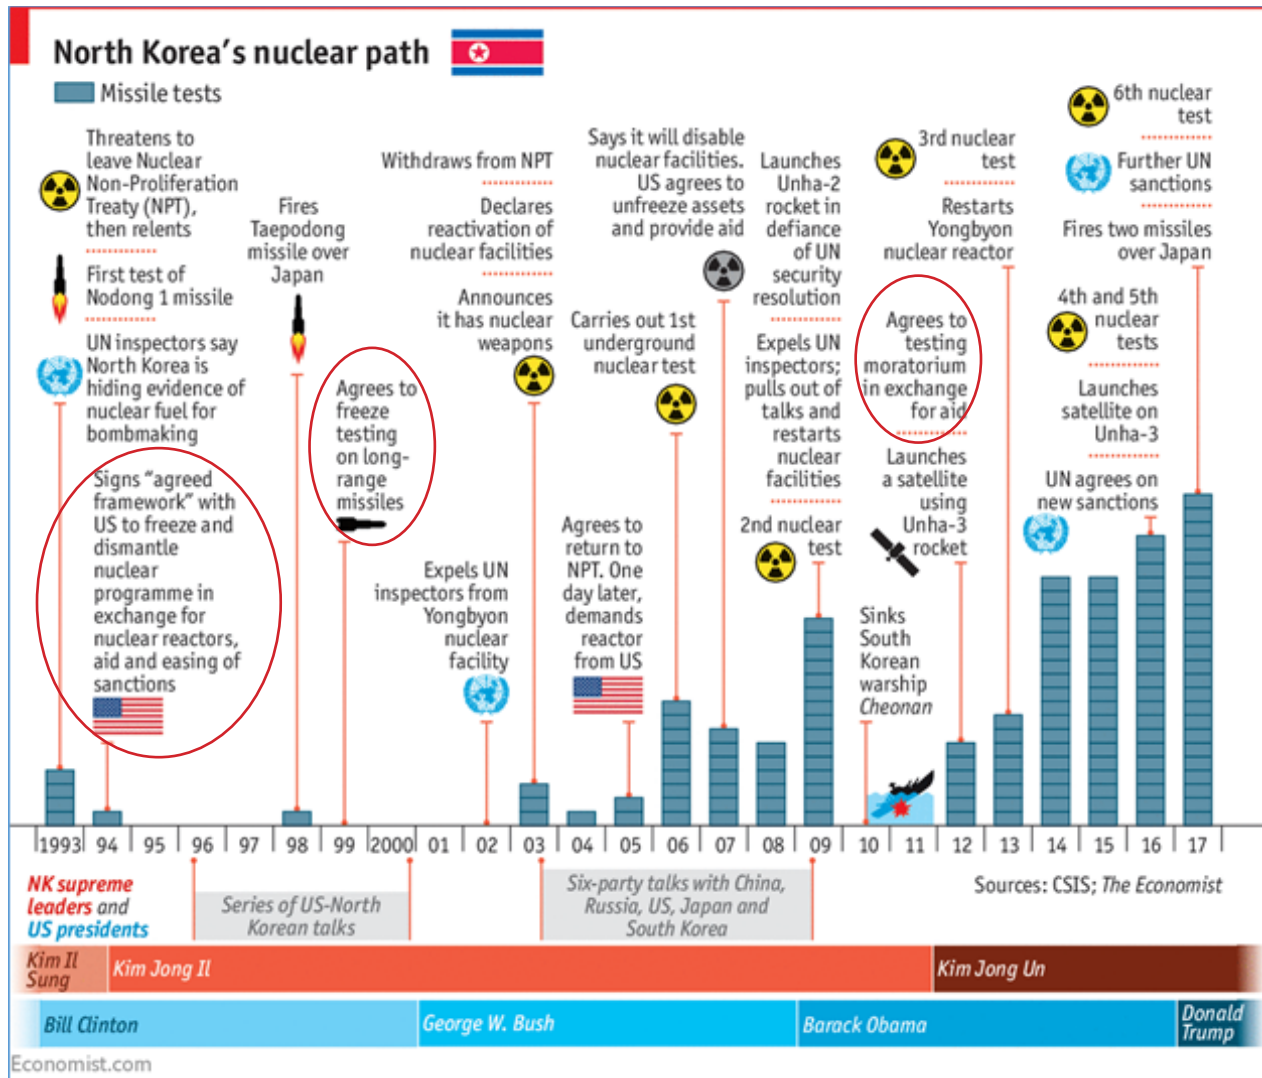 North Korea's nuclear path
Missile tests
Threatens to
leave Nuclear
Non-Proliferation
Treaty (NPT),
then relents
First test of
Nodong 1 missile
UN inspectors say
North Korea is
hiding evidence of
nuclear fuel for
bombmaking
Signs "agreed
framework" with
US to freeze and
dismantle
nuclear
programme in
exchange for
nuclear reactors,
aid and easing of
sanctions
Fires
Taepodong
missile over
Japan
Agrees to
freeze
testing
on long-
range
missiles
Expels UN
inspectors from
Yongbyon
nuclear
facility
Withdraws from NPT
Declares
reactivation of
nuclear facilities
Announces
it has nuclear
weapons
Agrees to
return to
NPT. One
day later,
demands
reactor
from US
Carries out 1st
underground
nuclear test
Says it will disable
nuclear facilities.
US agrees to
unfreeze assets
and provide aid
Launches
Unha-2
rocket in
defiance
of UN
security
resolution
Expels UN
inspectors;
pulls out of
talks and
restarts
nuclear
facilities
2nd nuclear
test
Sinks
South
Korean
warship
Cheonan
Agrees to
testing
moratorium
in exchange
for aid
Launches
a satellite
using
Unha-3
rocket
3rd nuclear
test
Restarts
Yongbyon
nuclear reactor
4th and 5th
nuclear
tests
Launches
satellite on
Unha-3
UN agrees on
new sanctions
6th nuclear
test
Further UN
sanctions
Fires two missiles
over Japan
1993 94 95 96 97 98 99 2000 01 02 03 04 05 06 07 08 09 10 11 12 13 14 15 16 17
NK supreme
leaders and
US presidents
Series of US-North
Korean talks
Six-party talks with China,
Russia, US, Japan and
South Korea
Sources: CSIS; The Economist
Kim Il
Sung
Kim Jong Il
Kim Jong Un
Bill Clinton
George W. Bush
Barack Obama
Donald
Trump
Economist.com